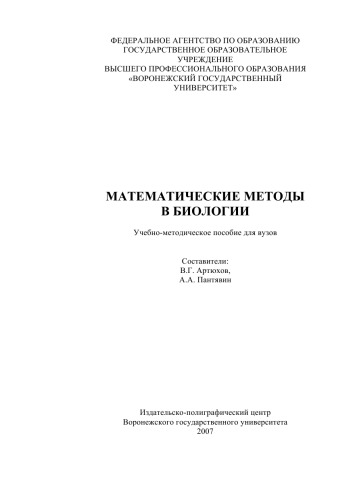 ФЕДЕРАЛЬНОЕ АГЕНТСТВО ПО ОБРАЗОВАНИЮ
ГОСУДАРСТВЕННОЕ ОБРАЗОВАТЕЛЬНОЕ
УЧРЕЖДЕНИЕ
ВЫСШЕГО ПРОФЕССИОНАЛЬНОГО ОБРАЗОВАНИЯ
«ВОРОНЕЖСКИЙ ГОСУДАРСТВЕННЫЙ
УНИВЕРСИТЕТ»
МАТЕМАТИЧЕСКИЕ МЕТОДЫ
В БИОЛОГИИ
Учебно-методическое пособие для вузов
Составители:
В.Г. Артюхов,
А.А. Пантявин
Издательско-полиграфический центр
Воронежского государственного университета
2007